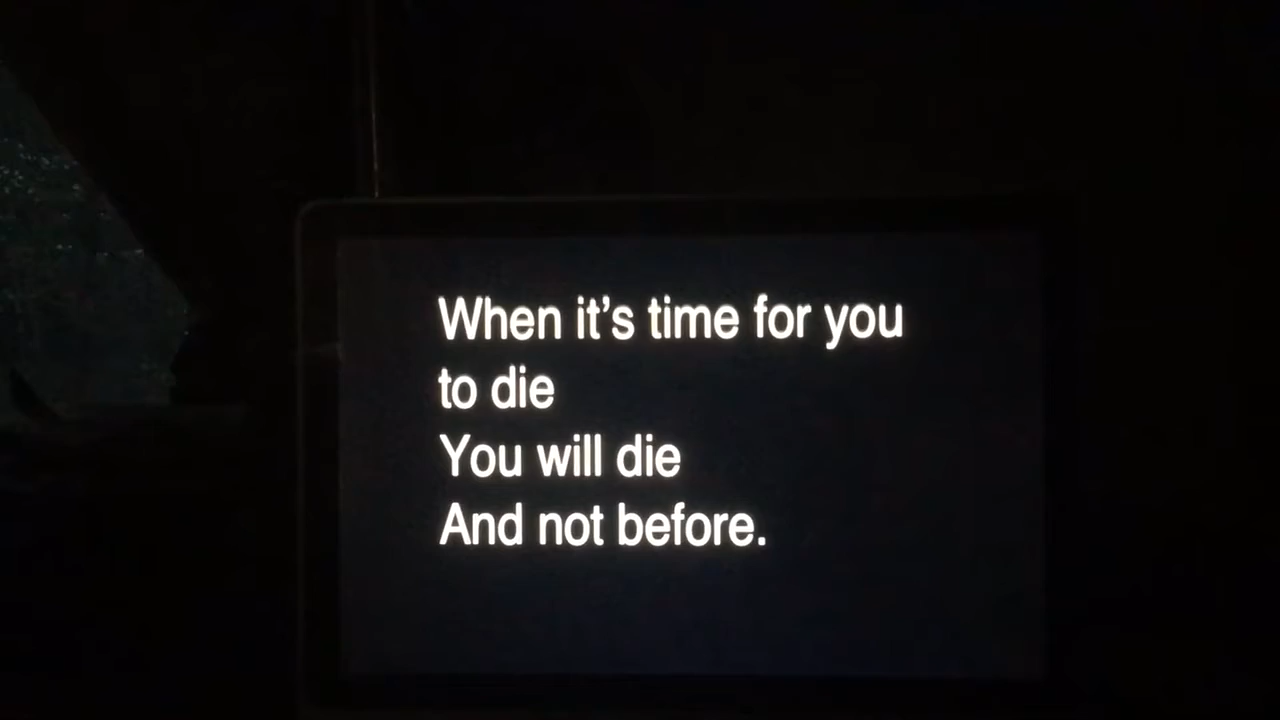 When it’s time for you
to die
You will die
And not before.